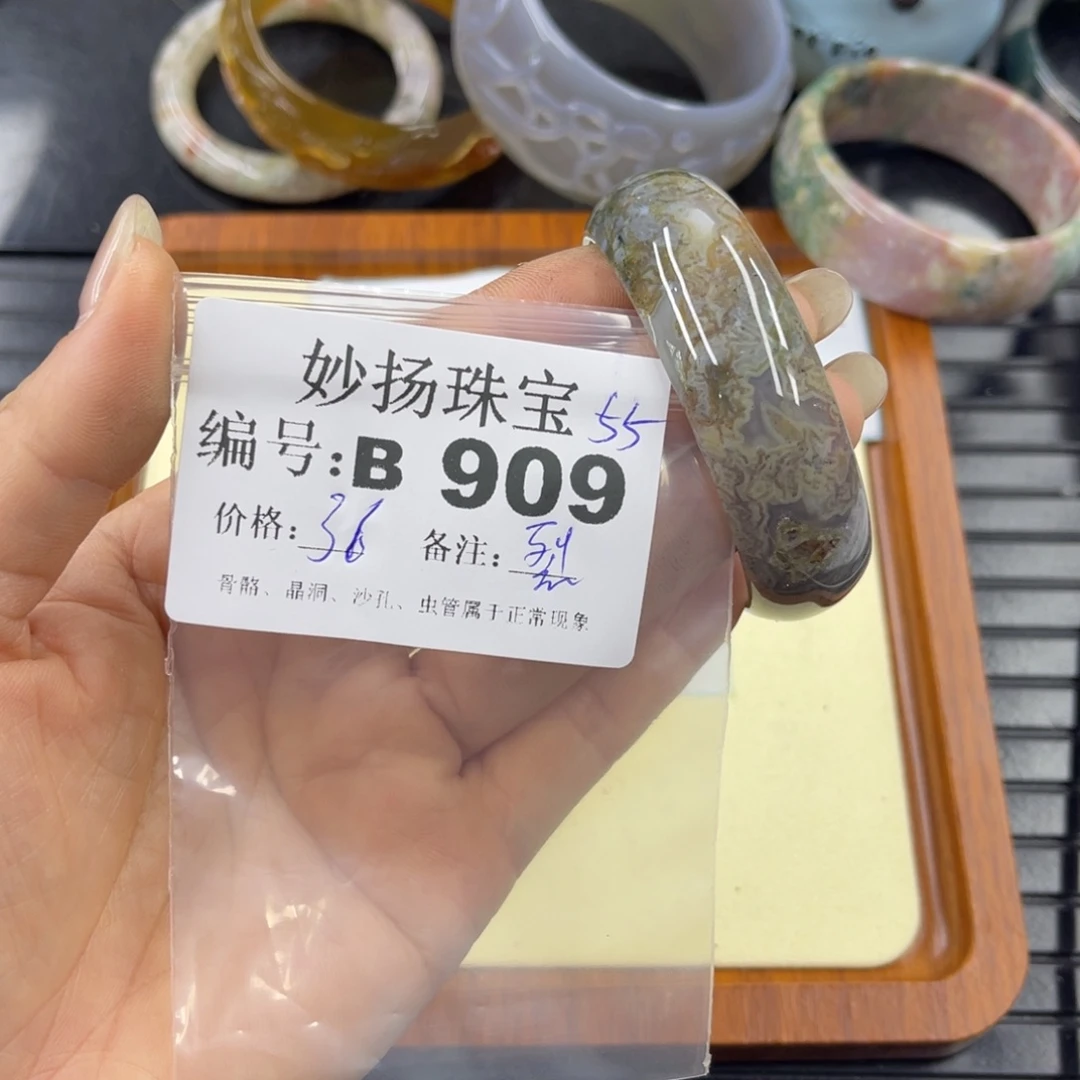 妙扬珠宝 55
编号:B 909
价格: 36 备注: 裂
骨骼、晶洞、沙孔、虫管属于正常现象